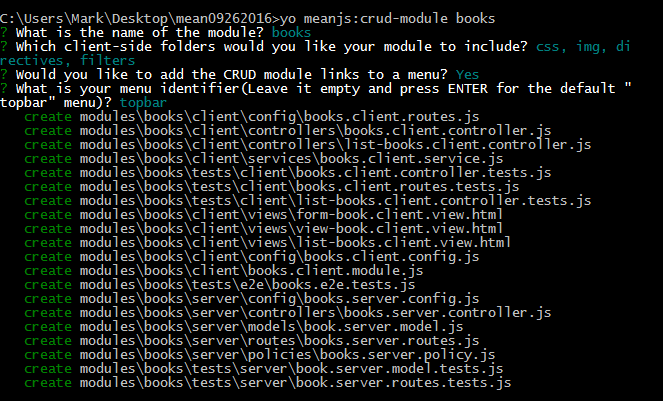 C:\Users\Mark\Desktop\mean09262016>yo meanjs:crud-module books
? What is the name of the module? books
? Which client-side folders would you like your module to include? css, img, di
rectives, filters
? Would you like to add the CRUD module links to a menu? Yes
? What is your menu identifier(Leave it empty and press ENTER for the default "
topbar" menu)? topbar
create modules\books\client\config\books.client.routes.js
create modules\books\client\controllers\books.client.controller.js
create modules\books\client\controllers\list-books.client.controller.js
create modules\books\client\services\books.client.service.js
create modules\books\tests\client\books.client.controller.tests.js
create modules\books\tests\client\books.client.routes.tests.js
create modules\books\tests\client\list-books.client.controller.tests.js
create modules\books\client\views\form-book.client.view.html
create modules\books\client\views\view-book.client.view.html
create modules\books\client\views\list-books.client.view.html
create modules\books\client\config\books.client.config.js
create modules\books\client\books.client.module.js
create modules\books\tests\e2e\books.e2e.tests.js
create modules\books\server\config\books.server.config.js
create modules\books\server\controllers\books.server.controller.js
create modules\books\server\models\book.server.model.js
create modules\books\server\routes\books.server.routes.js
create modules\books\server\policies\books.server.policy.js
create modules\books\tests\server\book.server.model.tests.js
create modules\books\tests\server\book.server.routes.tests.js